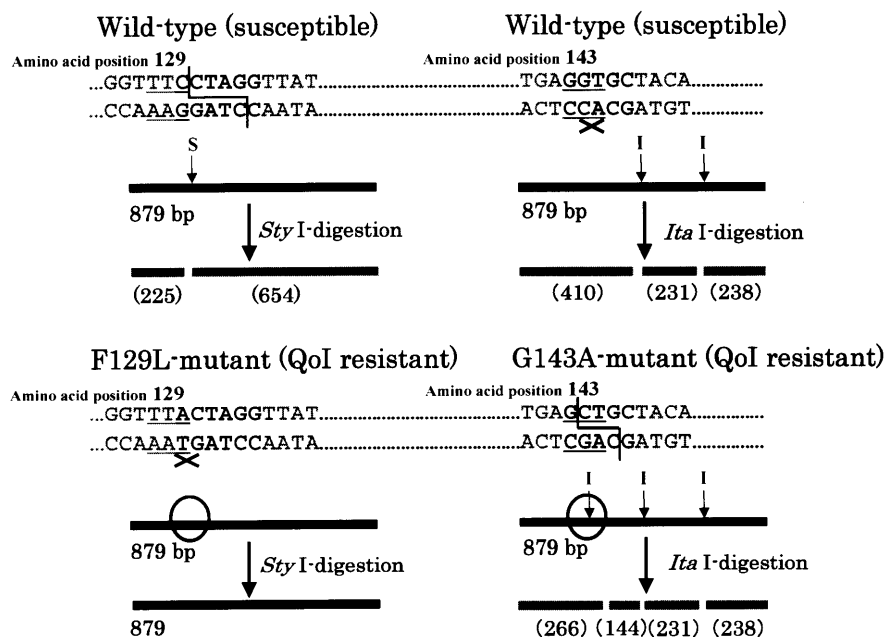 Wild-type (susceptible)
Amino acid position 129
...GGTTTCCTAGGTTAT
...CCAAAGGATCCAATA
S
879 bp
Sty I-digestion
(225) (654)
Wild-type (susceptible)
Amino acid position 143
TGAGGTGCTACA
ACTCCACGATGT
I I
879 bp
Ita I-digestion
(410) (231) (238)
F129L-mutant (QoI resistant)
Amino acid position 129
...GGTTTACTAGGTTAT
...CCAAATGATCCAATA
879 bp
Sty I-digestion
879
G143A-mutant (QoI resistant)
Amino acid position 143
TGAGCTGCTACA
ACTCGACGATGT
I I I
879 bp
Ita I-digestion
(266) (144) (231) (238)